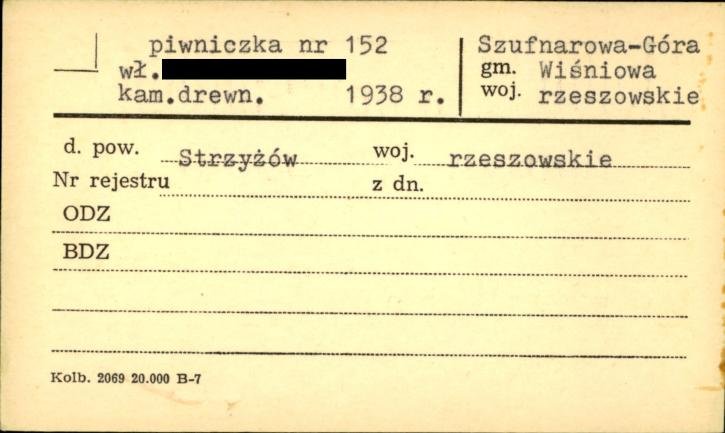 piwniczka nr 152
wł.
kam.drewn. 1938 r.
Szufnarowa-Góra
gm. Wiśniowa
woj. rzeszowskie
d. pow. Strzyżów woj. rzeszowskie
Nr rejestru z dn.
ODZ
BDZ
Kolb. 2069 20.000 B-7